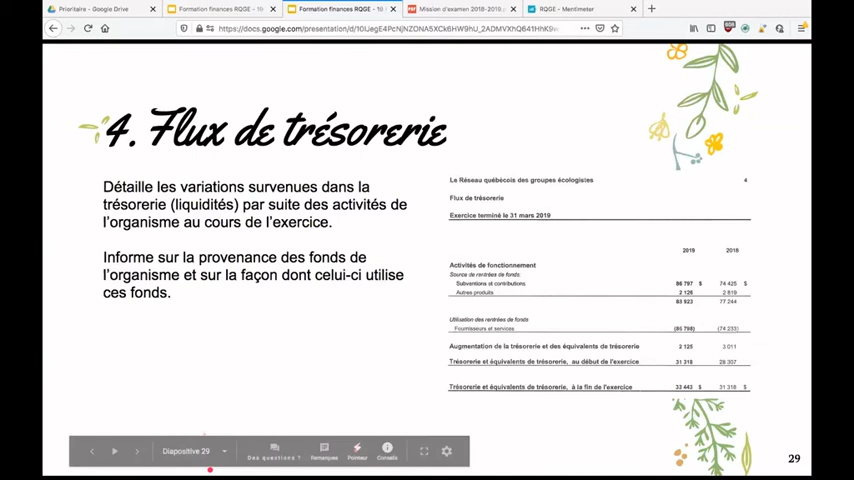 Prioritaire - Google Drive
Formation finances RQGE - 10.
Formation finances RQGE - 10.
Mission d'examen 2018-2019.
RQGE - Mentimeter
4. Flux de trésorerie
Détaille les variations survenues dans la
trésorerie (liquidités) par suite des activités de
l'organisme au cours de l'exercice.
Informe sur la provenance des fonds de
l'organisme et sur la façon dont celui-ci utilise
ces fonds.
Le Réseau québécois des groupes écologistes 4
Flux de trésorerie
Exercice terminé le 31 mars 2019
2019 2018
Activités de fonctionnement
Source de rentrées de fonds:
Subventions et contributions 86 797 $ 74 425 $
Autres produits 2 126 2 819
77 244
Utilisation des rentrées de fonds
Fournisseurs et services (86 798) (74 233)
Augmentation de la trésorerie et des équivalents de trésorerie 2 125 3 011
Trésorerie et équivalents de trésorerie, au début de l'exercice 31 318 28 307
Trésorerie et équivalents de trésorerie, à la fin de l'exercice 33 443 $ 31 318 $
Diapositive 29
Des questions ?
Remarques
Pointeur
Conseils
29